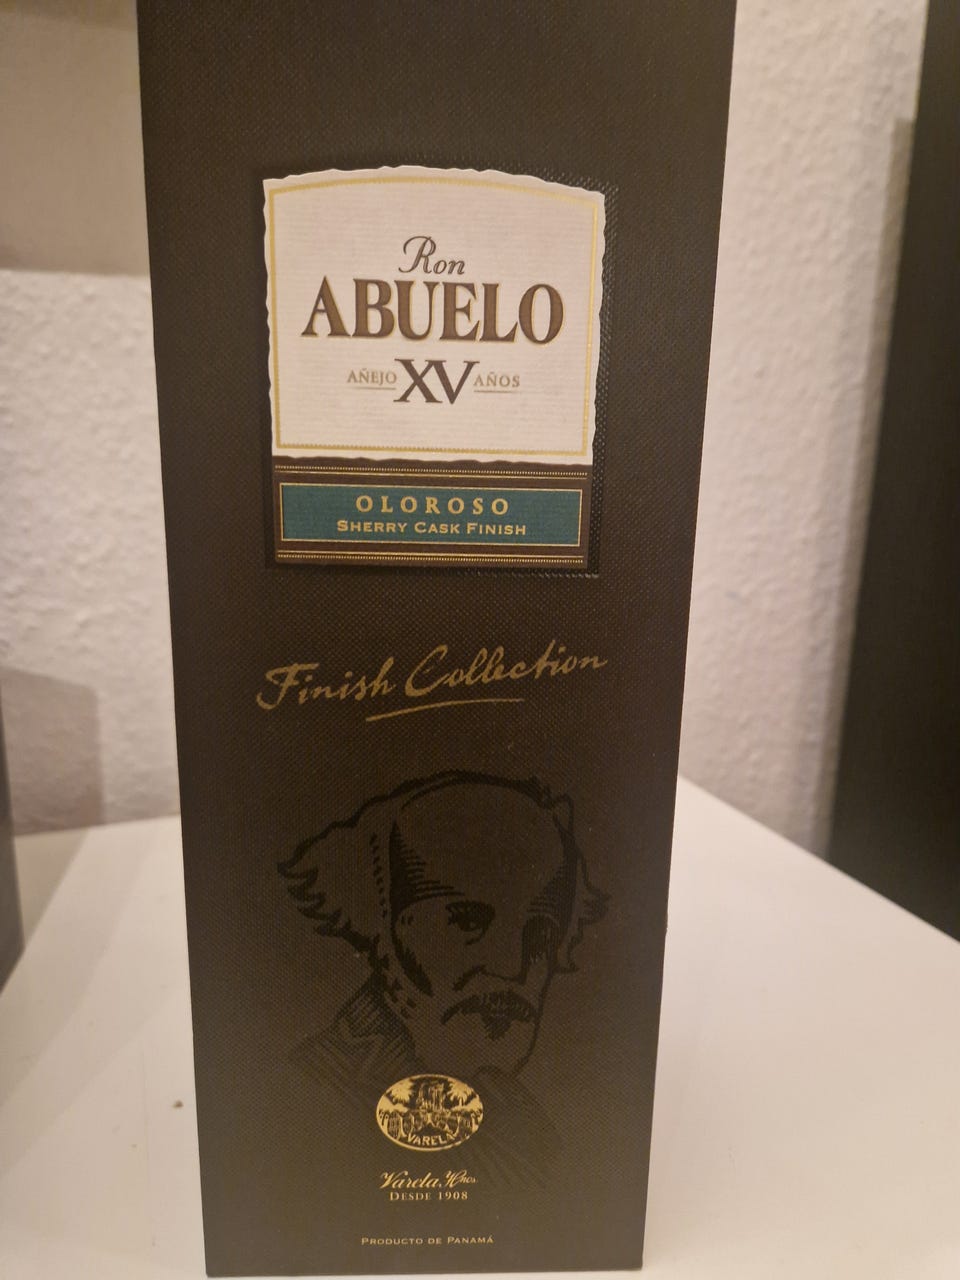 Ron
ABUELO
AÑEJO XV AÑOS
OLOROSO
SHERRY CASK FINISH
Finish Collection
VARELA
Varela Hnos.
DESDE 1908
PRODUCTO DE PANAMÁ